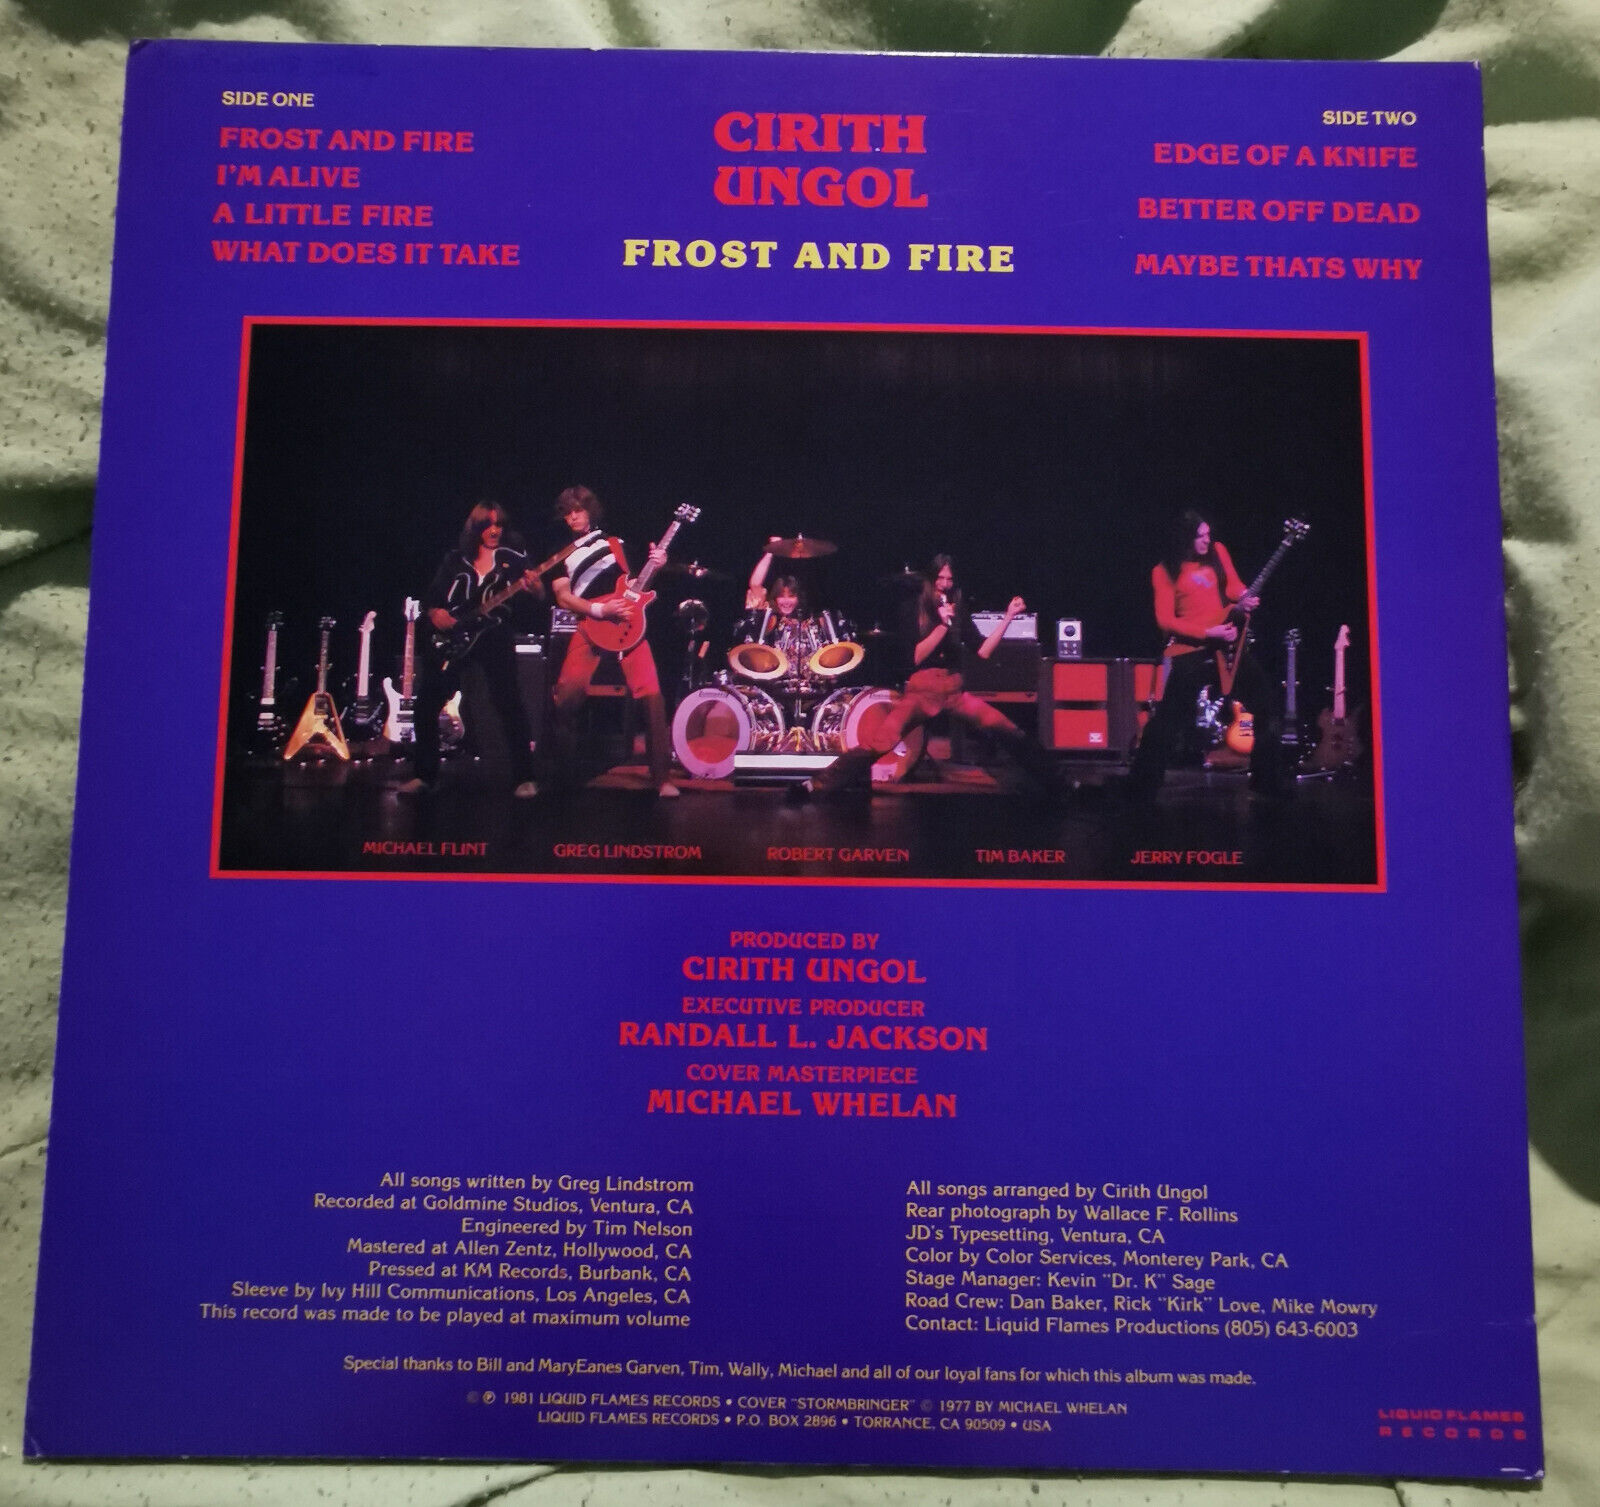 SIDE ONE
FROST AND FIRE
I'M ALIVE
A LITTLE FIRE
WHAT DOES IT TAKE
CIRITH
UNGOL
FROST AND FIRE
SIDE TWO
EDGE OF A KNIFE
BETTER OFF DEAD
MAYBE THATS WHY
MICHAEL FLINT
GREG LINDSTROM
ROBERT GARVEN
TIM BAKER
JERRY FOGLE
PRODUCED BY
CIRITH UNGOL
EXECUTIVE PRODUCER
RANDALL L. JACKSON
COVER MASTERPIECE
MICHAEL WHELAN
All songs written by Greg Lindstrom
Recorded at Goldmine Studios, Ventura, CA
Engineered by Tim Nelson
Mastered at Allen Zentz, Hollywood, CA
Pressed at KM Records, Burbank, CA
Sleeve by Ivy Hill Communications, Los Angeles, CA
This record was made to be played at maximum volume
All songs arranged by Cirith Ungol
Rear photograph by Wallace F. Rollins
JD's Typesetting, Ventura, CA
Color by Color Services, Monterey Park, CA
Stage Manager: Kevin "Dr. K" Sage
Road Crew: Dan Baker, Rick "Kirk" Love, Mike Mowry
Contact: Liquid Flames Productions (805) 643-6003
Special thanks to Bill and MaryEanes Garven, Tim, Wally, Michael and all of our loyal fans for which this album was made.
© ℗ 1981 LIQUID FLAMES RECORDS • COVER "STORMBRINGER" © 1977 BY MICHAEL WHELAN
LIQUID FLAMES RECORDS • P.O. BOX 2896 • TORRANCE, CA 90509 • USA
LIQUID FLAMES
RECORDS